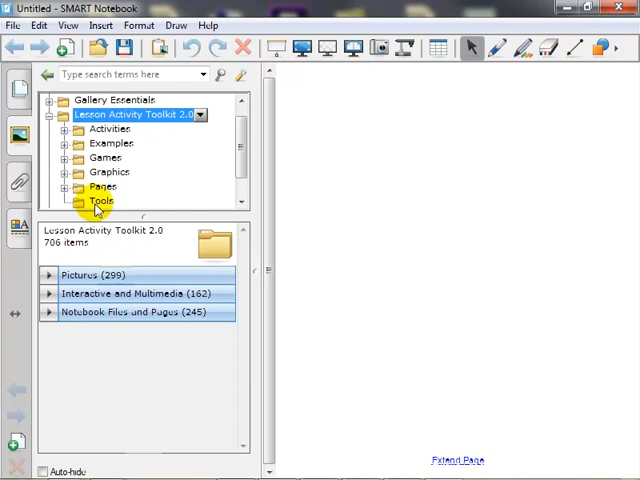 Untitled - SMART Notebook
File Edit View Insert Format Draw Help
Type search terms here
Gallery Essentials
Lesson Activity Toolkit 2.0
Activities
Examples
Games
Graphics
Pages
Tools
Lesson Activity Toolkit 2.0
706 items
Pictures (299)
Interactive and Multimedia (162)
Notebook Files and Pages (245)
Extend Page
Auto-hide